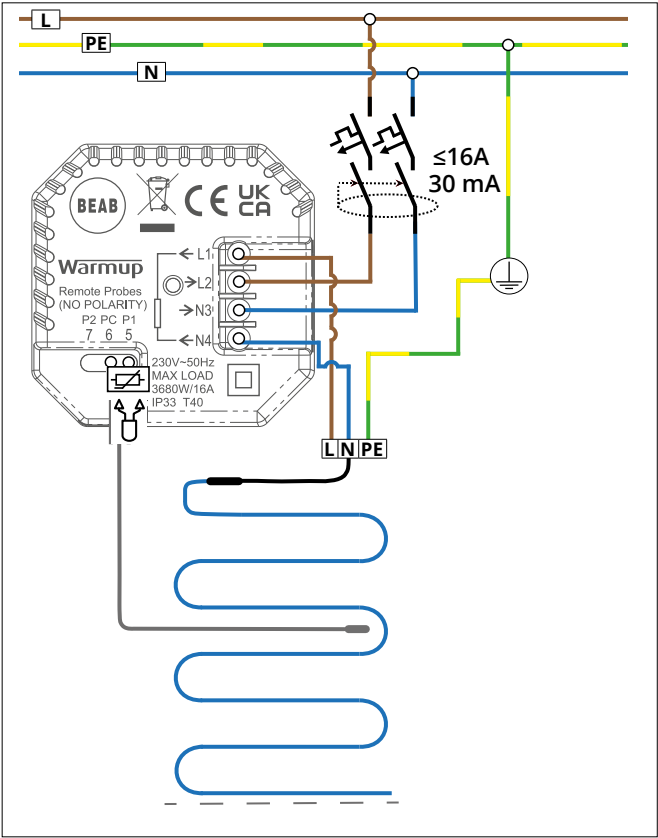 L
PE
N
≤16A
30 mA
BEAB
CE
UK
CA
L1
Warmup
L2
Remote Probes
(NO POLARITY)
N3
P2 PC P1
7 6 5
N4
230V~50Hz
MAX LOAD
3680W/16A
IP33 T40
L N PE